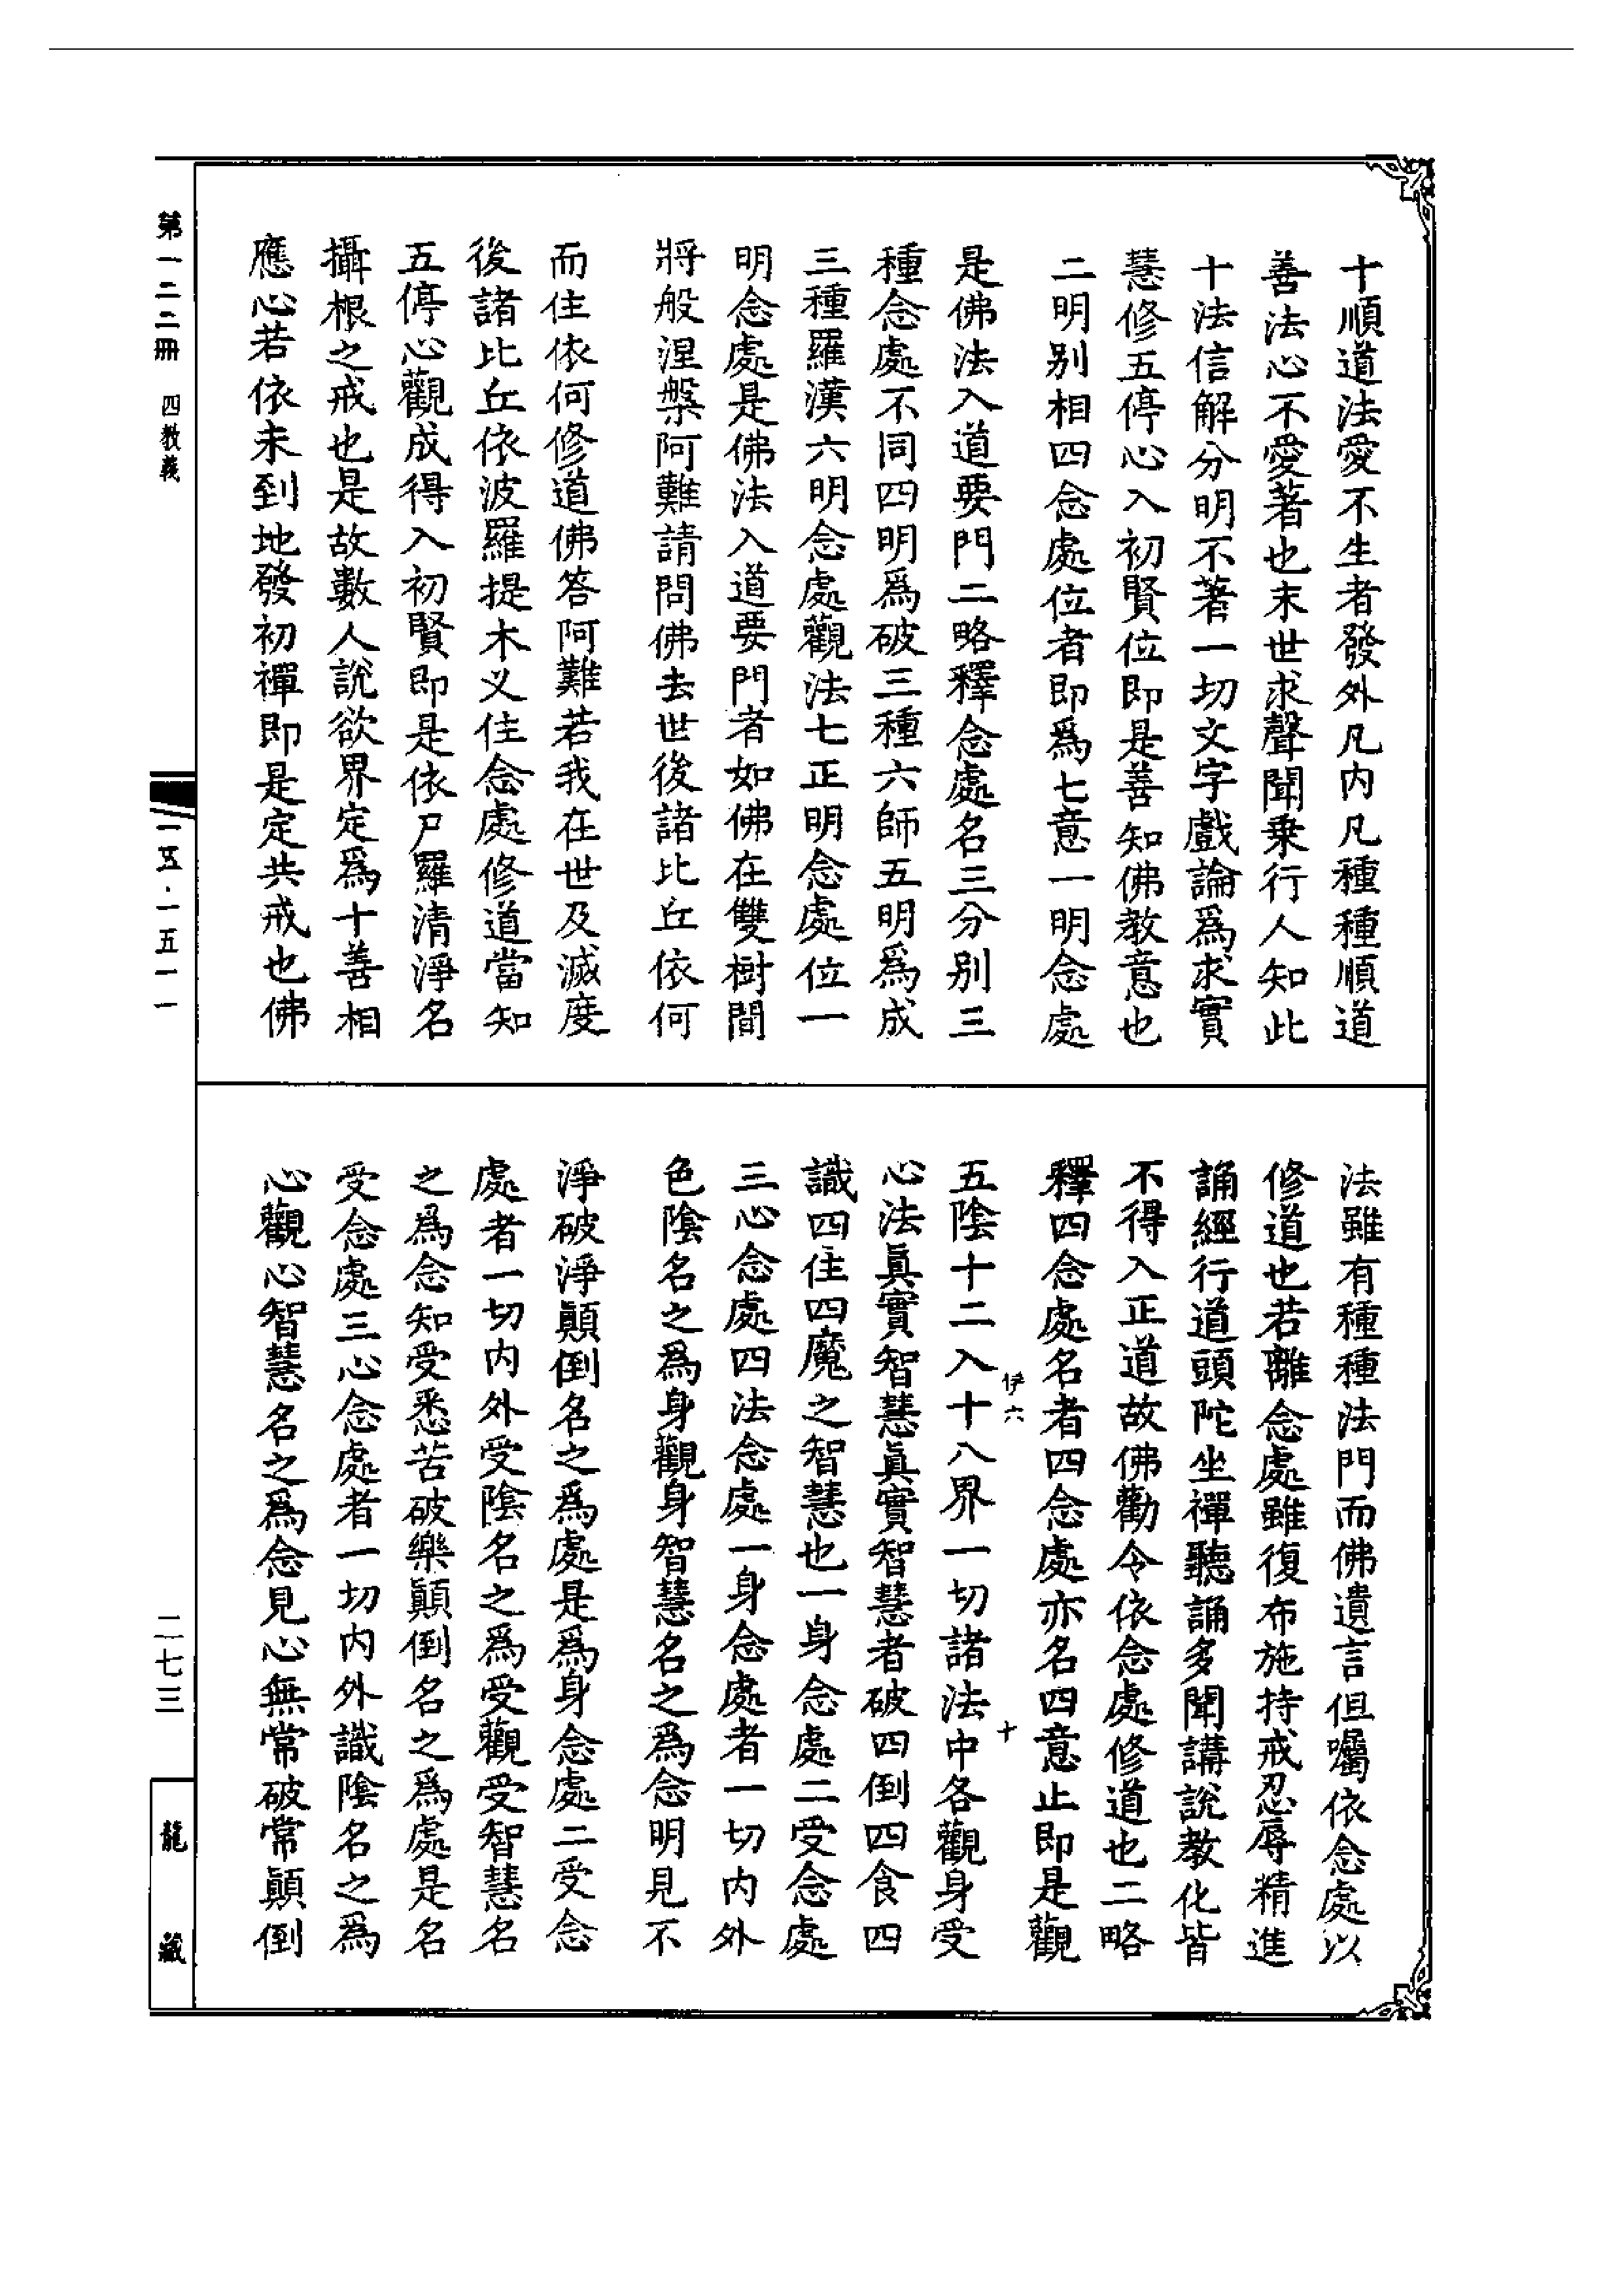 十順道法愛不生者發外凡内凡種種順道
善法心不愛著也末世求聲聞乗行人知此
十法信解分明不著一切文字戲論爲求實
慧修五停心入初賢位即是善知佛教意也
二明别相四念處位者即爲七意一明念處
是佛法入道要門二略釋念處名三分别三
種念處不同四明爲破三種六師五明爲成
三種羅漢六明念處觀法七正明念處位一
明念處是佛法入道要門者如佛在雙樹間
將般涅槃阿難請問佛去世後諸比丘依何
而住依何修道佛答阿難若我在世及滅度
後諸比丘依波羅提木义住念處修道當知
五停心觀成得入初賢即是依尸羅清淨名
攝根之戒也是故數人說欲界定爲十善相
應心若依未到地發初禪即是定共戒也佛
法雖有種種法門而佛遺言但囑依念處以
修道也若離念處雖復布施持戒忍辱精進
誦經行道頭陀坐禪聽誦多聞講說教化皆
不得入正道故佛勸令依念處修道也二略
釋四念處名者四念處亦名四意止即是觀
五陰十二入十八界一切諸法中各觀身受
伊六
十
心法眞實智慧眞實智慧者破四倒四食四
識四住四魔之智慧也一身念處二受念處
三心念處四法念處一身念處者一切内外
色陰名之爲身觀身智慧名之爲念明見不
淨破淨顚倒名之爲處是爲身念處二受念
處者一切内外受陰名之爲受觀受智慧名
之爲念知受悉苦破樂顚倒名之爲處是名
受念處三心念處者一切内外識陰名之爲
心觀心智慧名之爲念見心無常破常顚倒
第一二二冊 四教義
一五·一五一一
二七三
龍藏